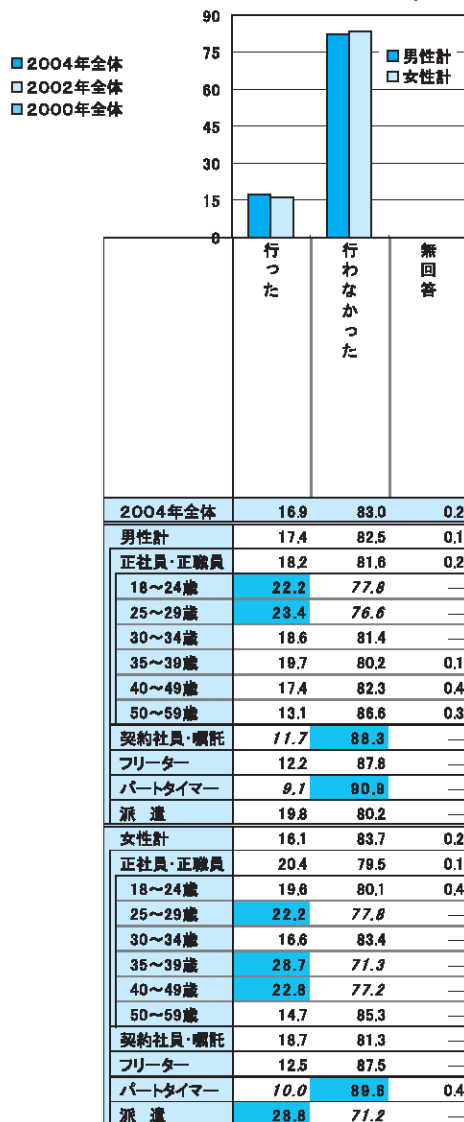 90
75
60
45
30
15
0
2004年全体
2002年全体
2000年全体
男性計
女性計
行った
行わなかった
無回答
2004年全体 16.9 83.0 0.2
男性計 17.4 82.5 0.1
正社員・正職員 18.2 81.6 0.2
18～24歳 22.2 77.8 —
25～29歳 23.4 76.6 —
30～34歳 18.6 81.4 —
35～39歳 19.7 80.2 0.1
40～49歳 17.4 82.3 0.4
50～59歳 13.1 86.6 0.3
契約社員・嘱託 11.7 88.3 —
フリーター 12.2 87.8 —
パートタイマー 9.1 90.9 —
派 遣 19.8 80.2 —
女性計 16.1 83.7 0.2
正社員・正職員 20.4 79.5 0.1
18～24歳 19.6 80.1 0.4
25～29歳 22.2 77.8 —
30～34歳 16.6 83.4 —
35～39歳 28.7 71.3 —
40～49歳 22.8 77.2 —
50～59歳 14.7 85.3 —
契約社員・嘱託 18.7 81.3 —
フリーター 12.5 87.5 —
パートタイマー 10.0 89.6 0.4
派 遣 28.8 71.2 —